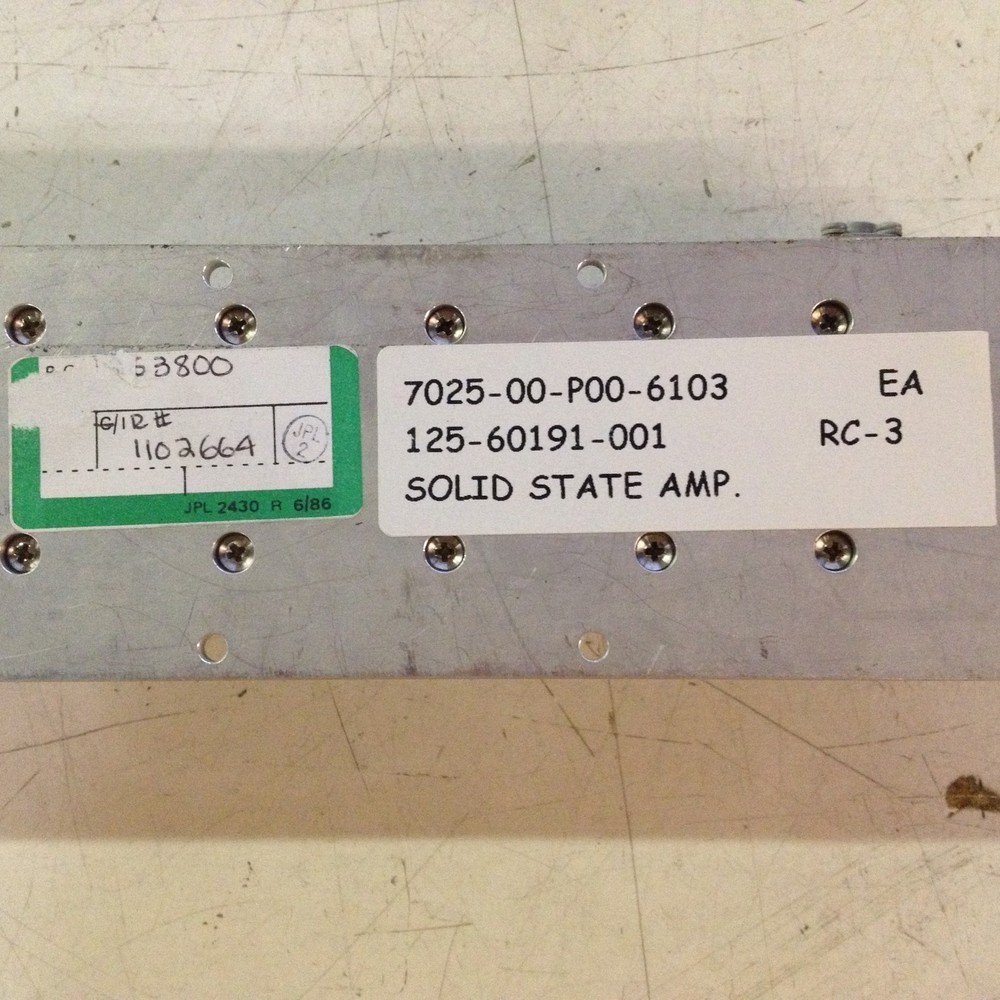 53800
G/IR #
1102664
JPL
2
JPL 2430 R 6/86
7025-00-P00-6103 EA
125-60191-001 RC-3
SOLID STATE AMP.